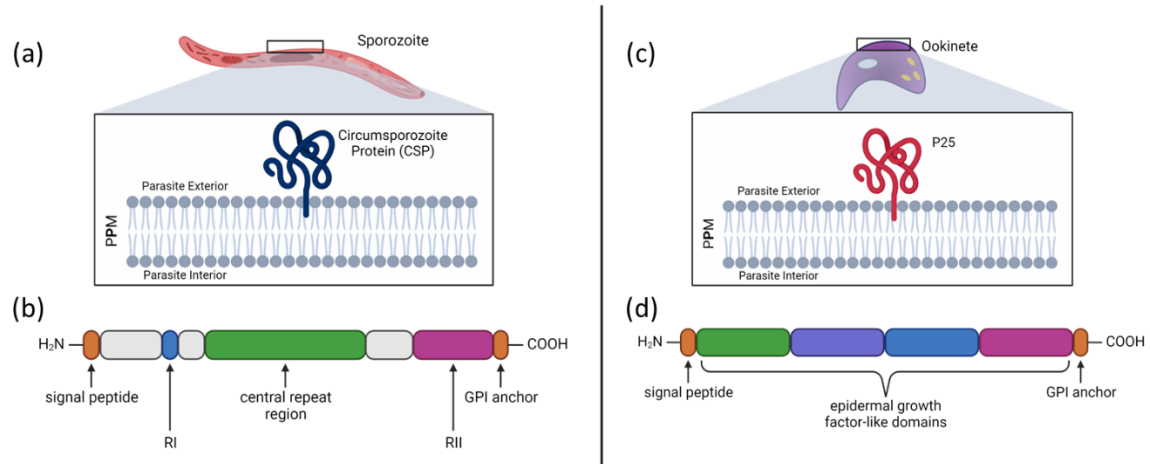 (a)
Sporozoite
Circumsporozoite
Protein (CSP)
Parasite Exterior
PPM
Parasite Interior
(b)
H₂N
COOH
signal peptide
central repeat
region
GPI anchor
RI
RII
(c)
Ookinete
P25
Parasite Exterior
PPM
Parasite Interior
(d)
H₂N
COOH
signal peptide
GPI anchor
epidermal growth
factor-like domains